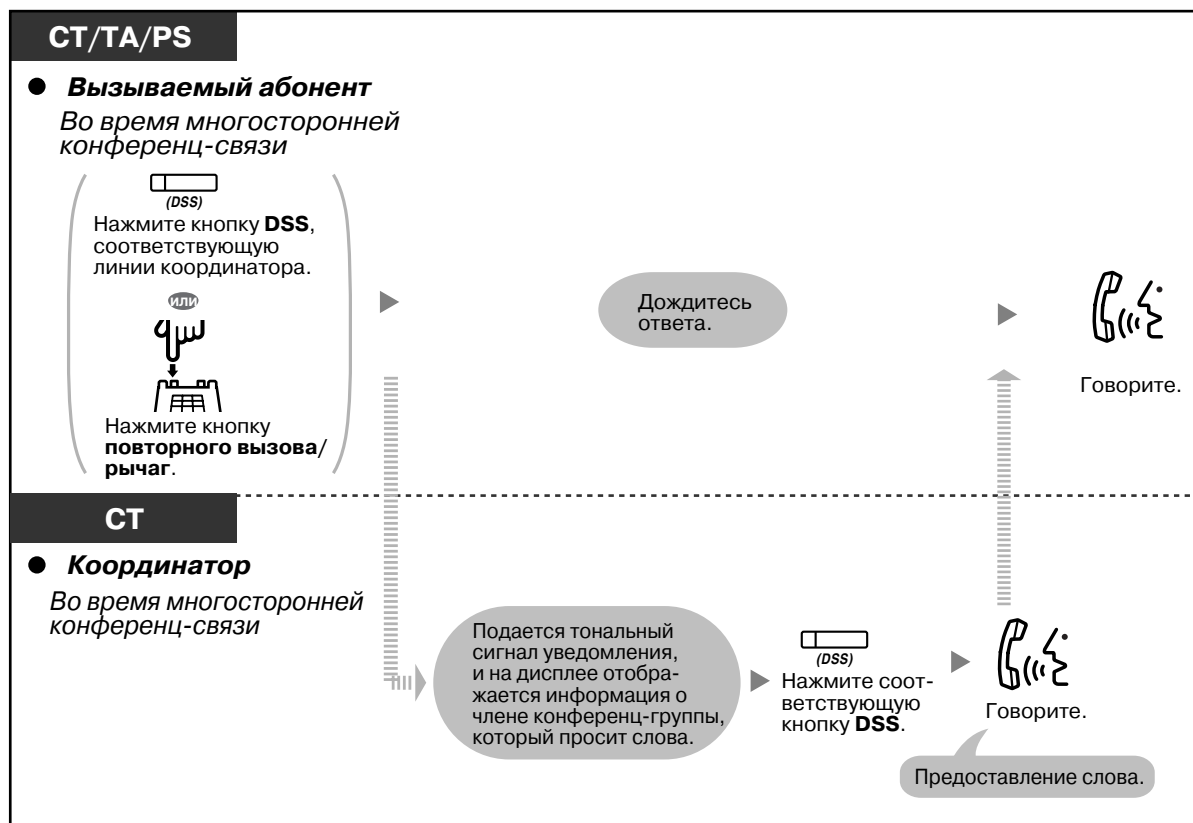 CT/TA/PS
● Вызываемый абонент
Во время многосторонней
конференц-связи
(DSS)
Нажмите кнопку DSS,
соответствующую
линии координатора.
или
Нажмите кнопку
повторного вызова/
рычаг.
Дождитесь
ответа.
Говорите.
CT
● Координатор
Во время многосторонней
конференц-связи
Подается тональный
сигнал уведомления,
и на дисплее отобра-
жается информация о
члене конференц-группы,
который просит слова.
(DSS)
Нажмите соот-
ветствующую
кнопку DSS.
Говорите.
Предоставление слова.